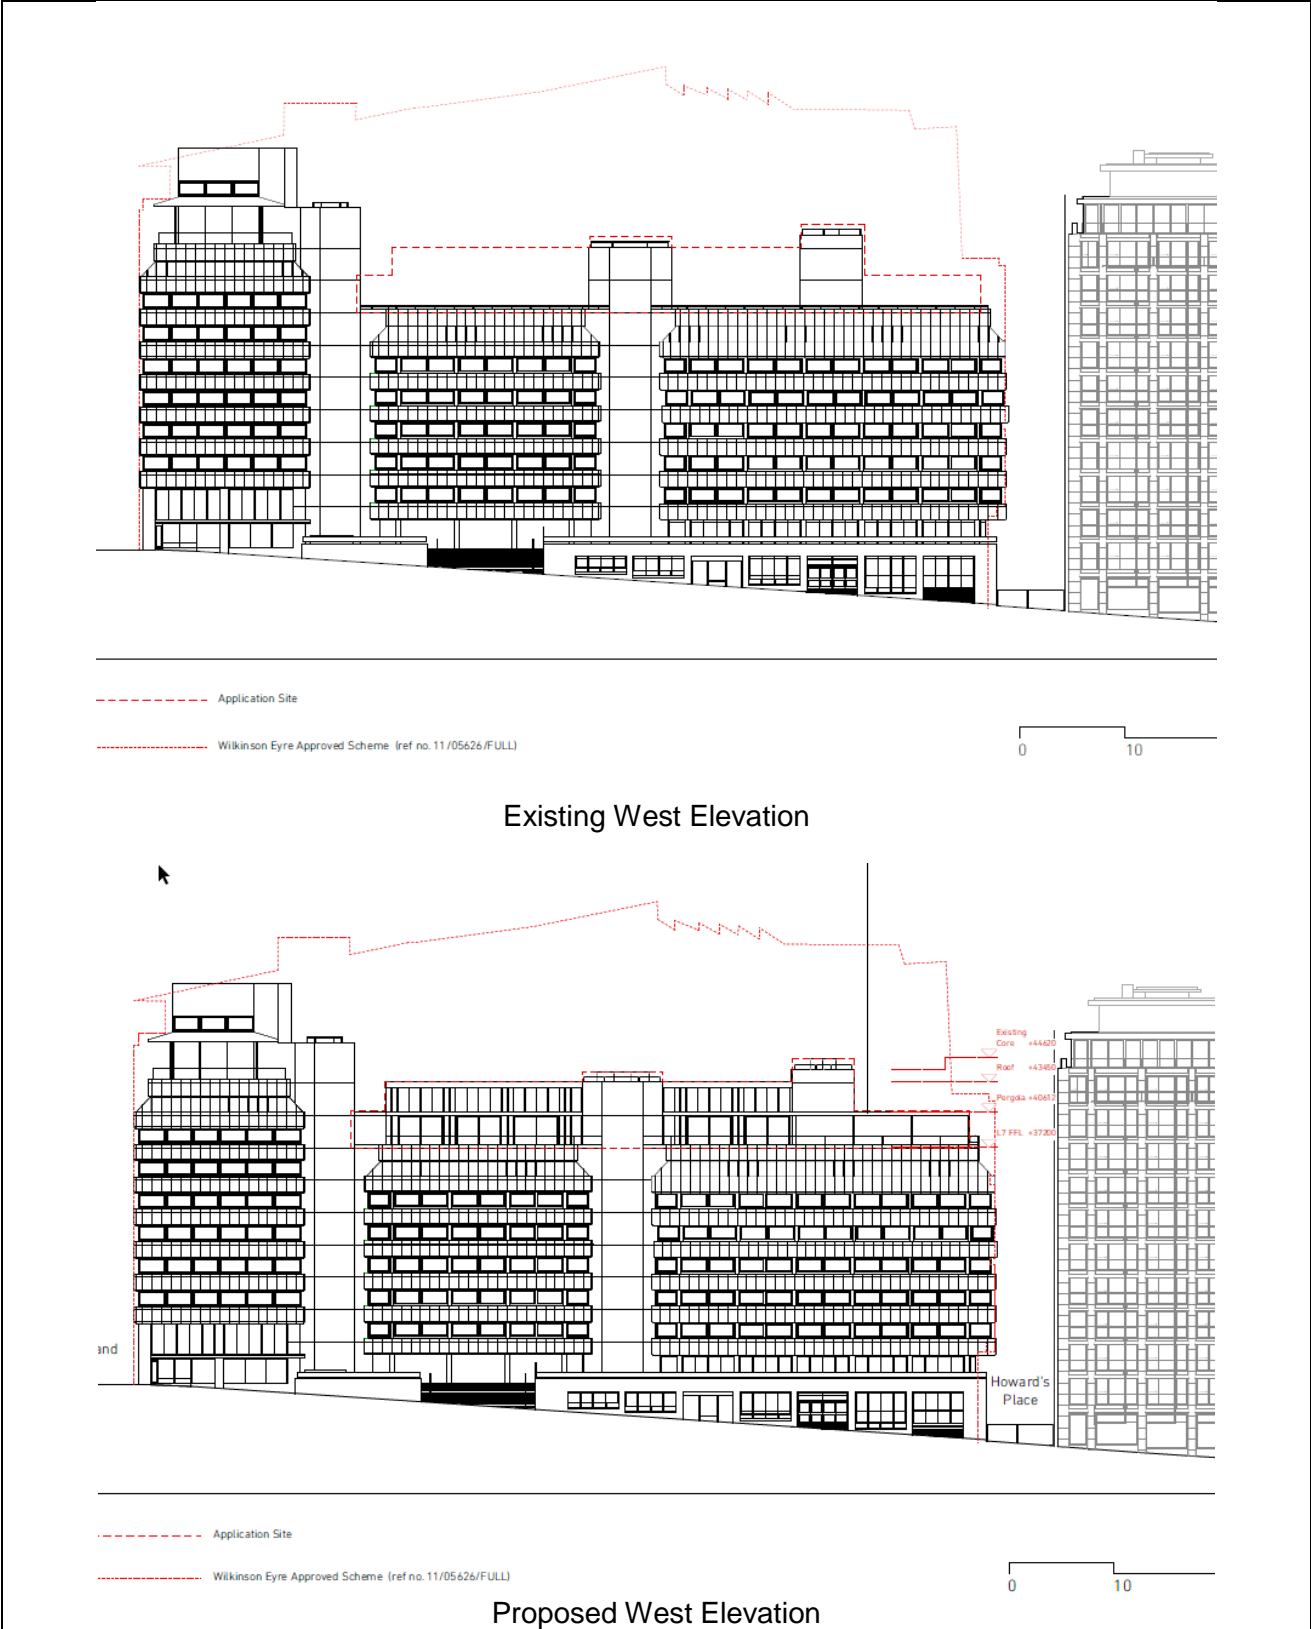 Application Site
Wilkinson Eyre Approved Scheme (ref no. 11/05626/FULL)
0 10
Existing West Elevation
Existing
Core +44620
Roof +43450
Pergola +40612
L7 FFL +37200
and
Howard's
Place
Application Site
Wilkinson Eyre Approved Scheme (ref no. 11/05626/FULL)
0 10
Proposed West Elevation